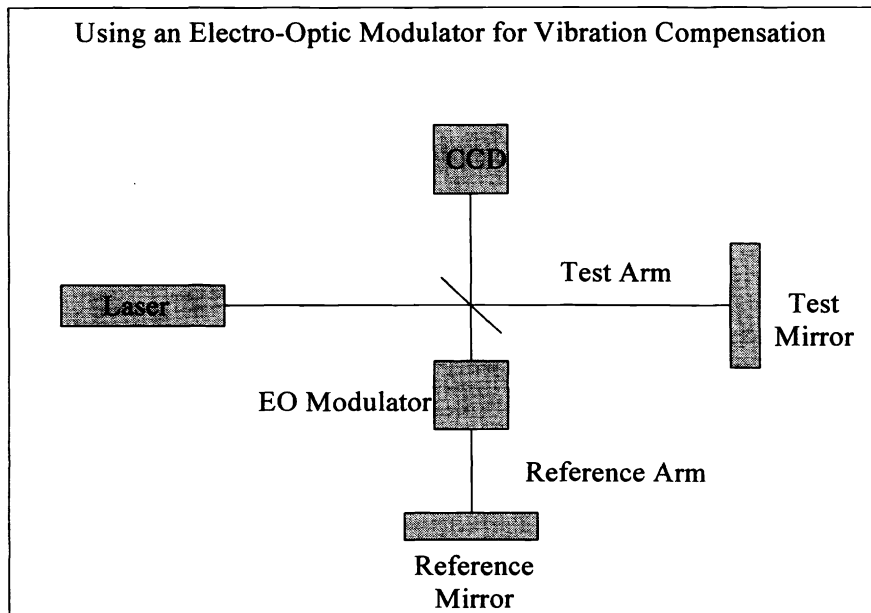 Using an Electro-Optic Modulator for Vibration Compensation
CCD
Test Arm
Laser
Test
Mirror
EO Modulator
Reference Arm
Reference
Mirror